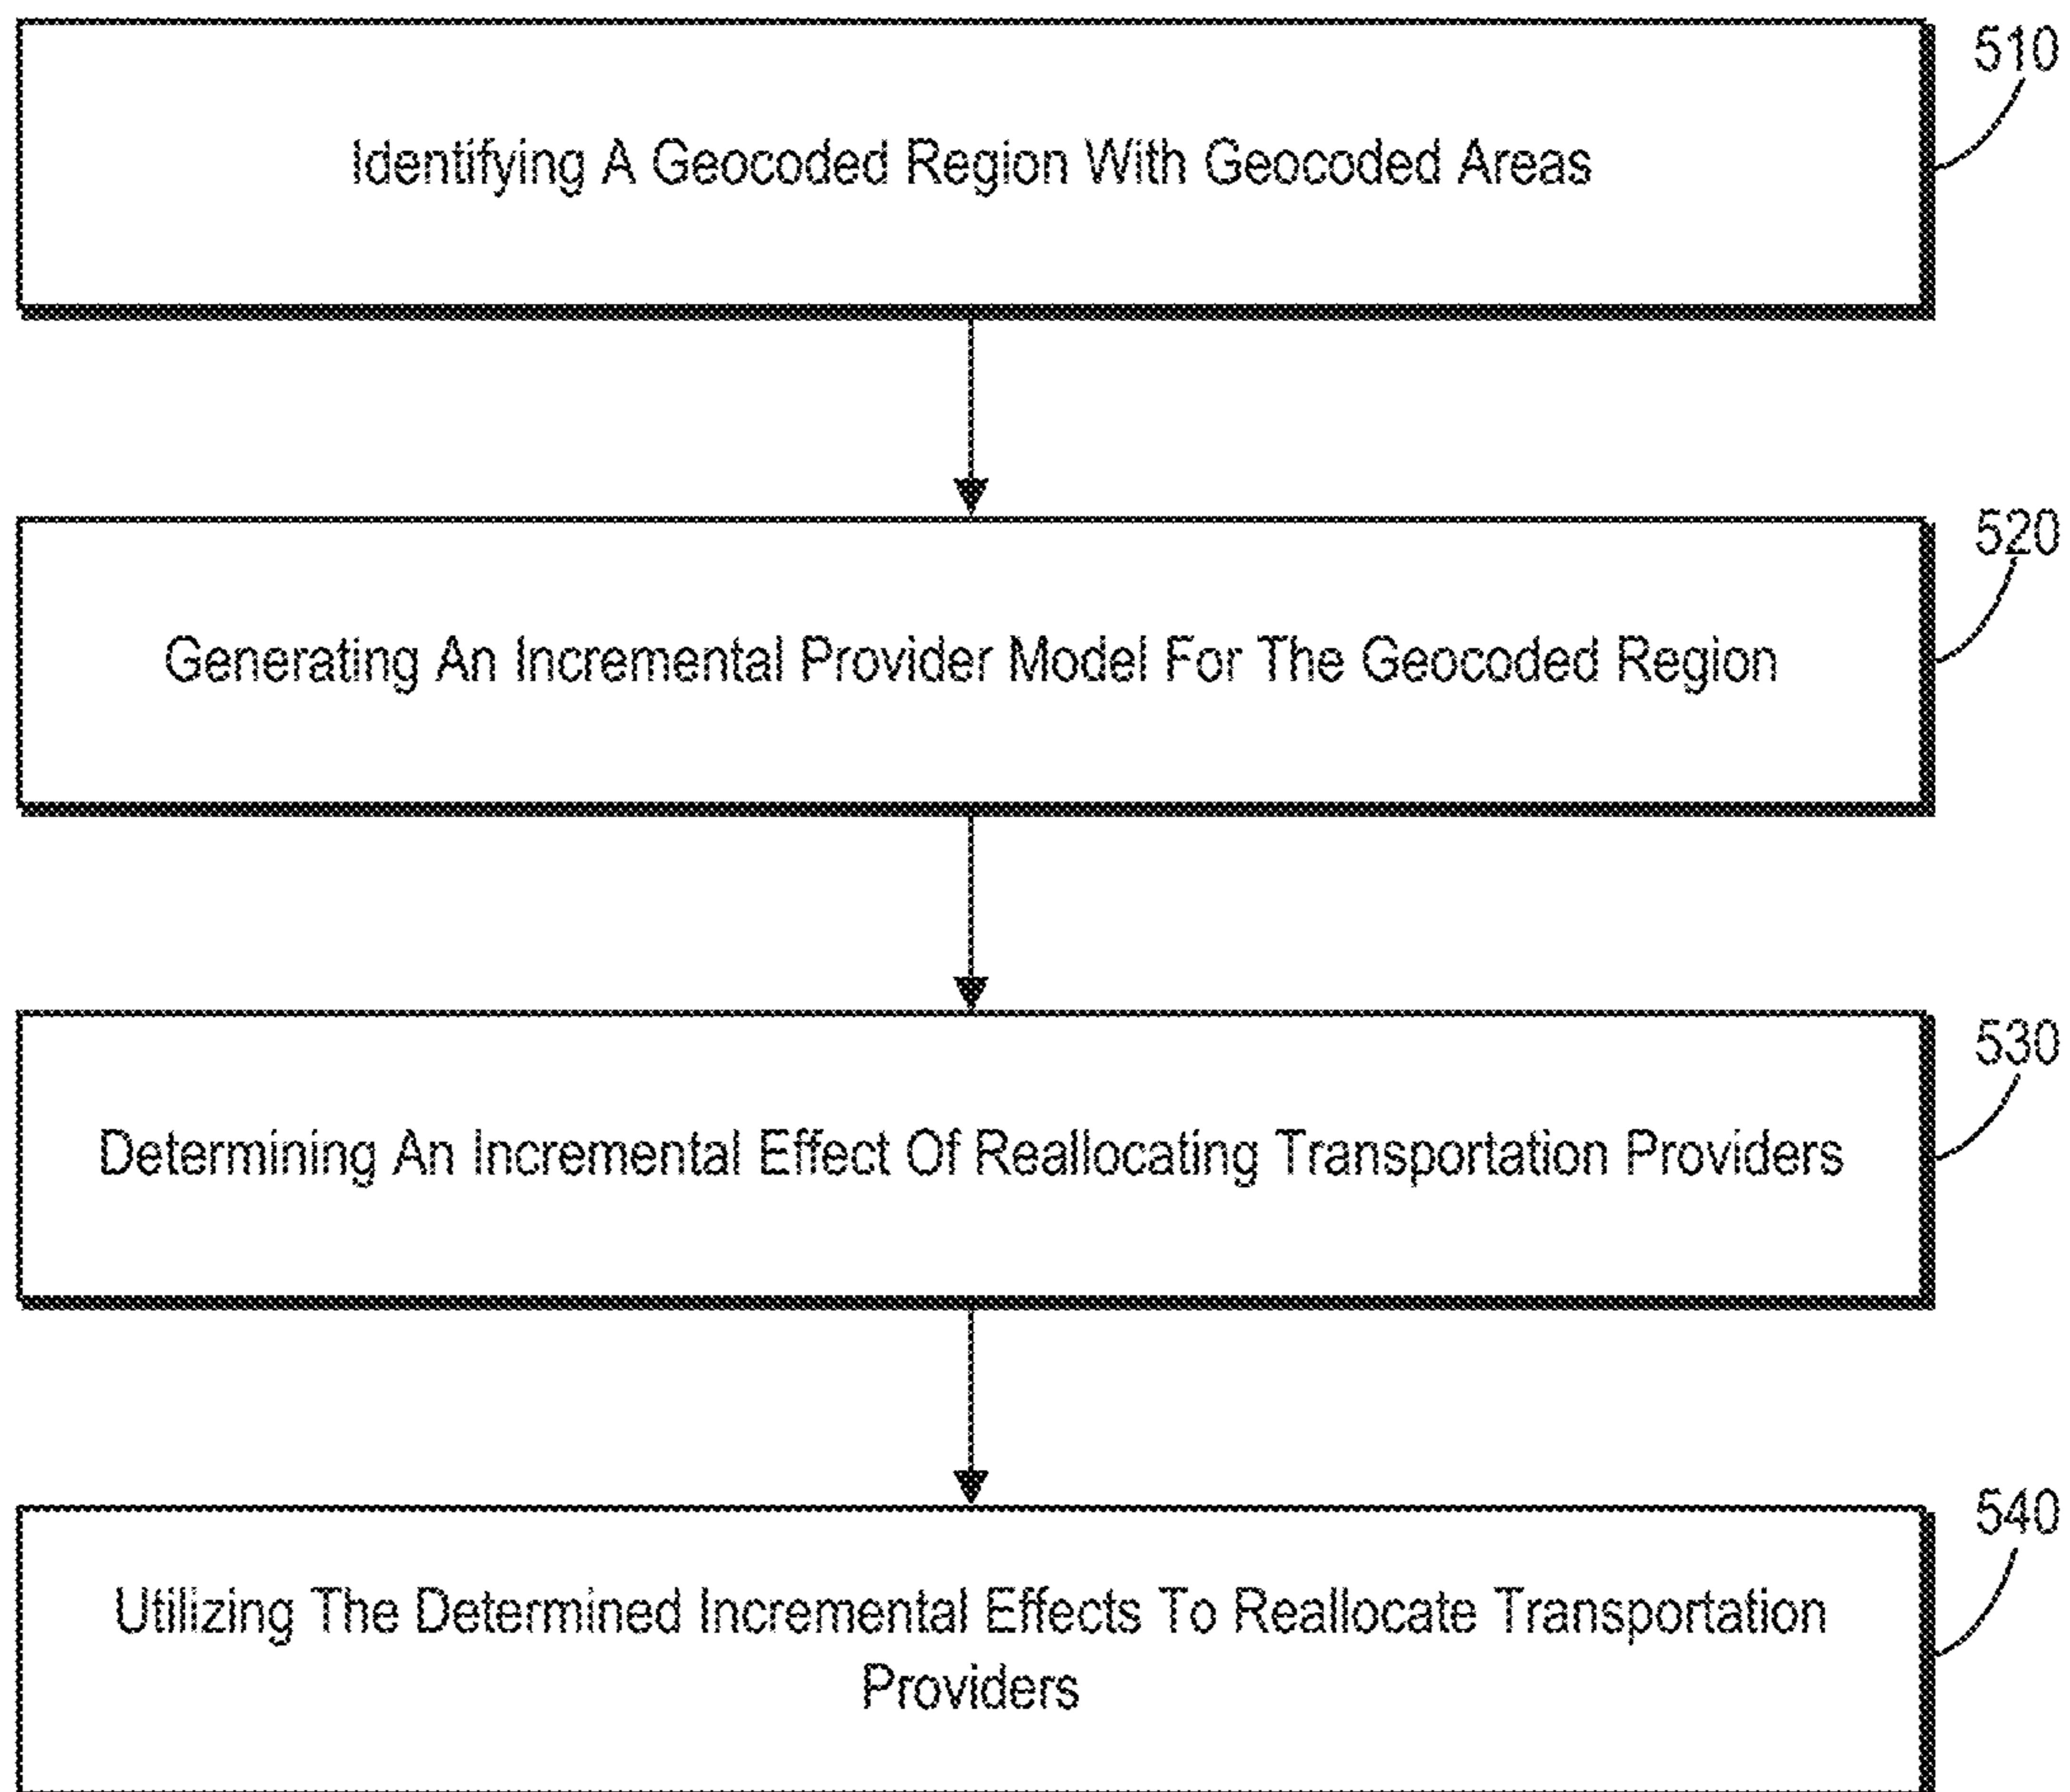 510
Identifying A Geocoded Region With Geocoded Areas
520
Generating An Incremental Provider Model For The Geocoded Region
530
Determining An Incremental Effect Of Reallocating Transportation Providers
540
Utilizing The Determined Incremental Effects To Reallocate Transportation
Providers